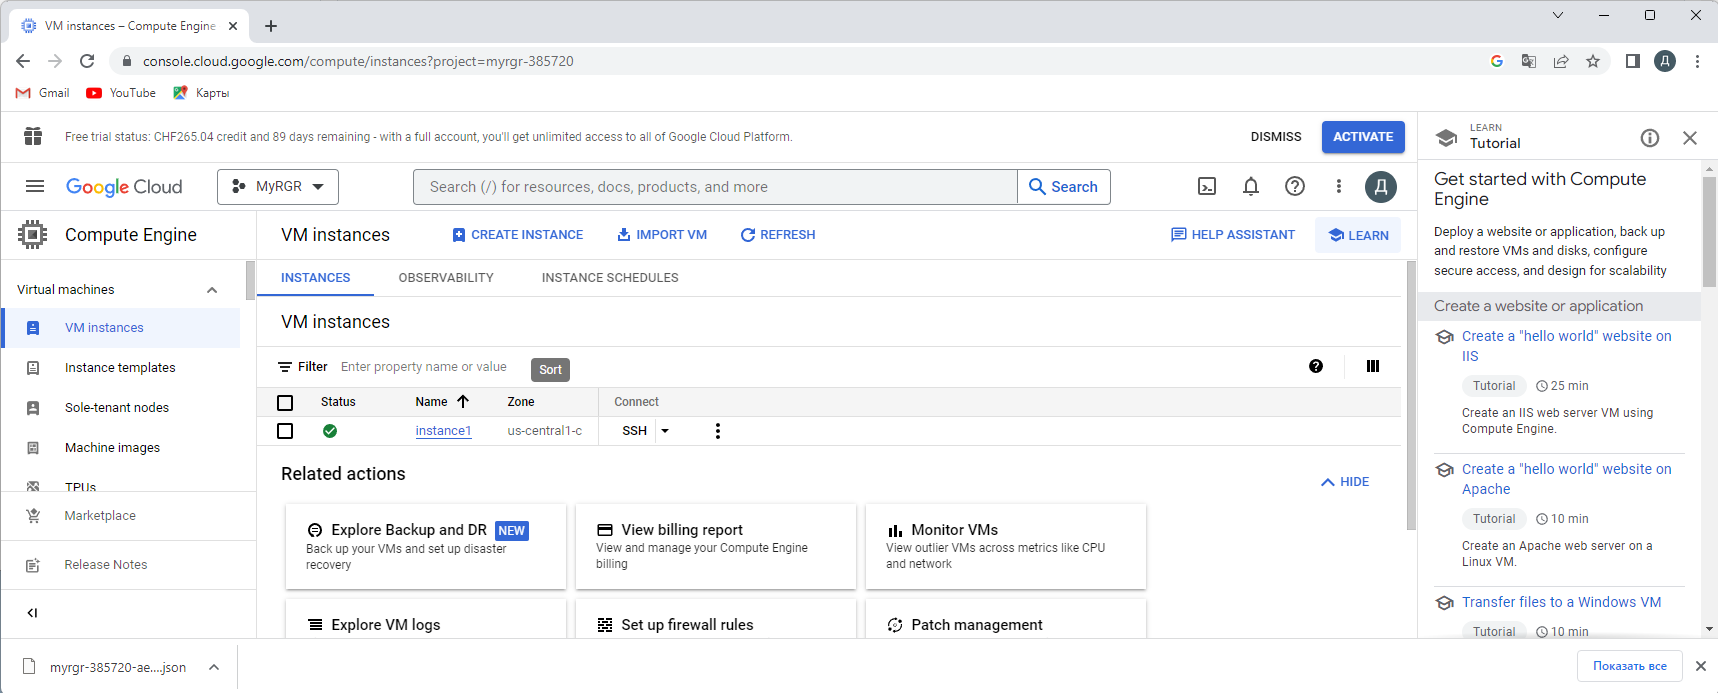 VM instances – Compute Engine
console.cloud.google.com/compute/instances?project=myrgr-385720
Д
Gmail
YouTube
Карты
Free trial status: CHF265.04 credit and 89 days remaining - with a full account, you'll get unlimited access to all of Google Cloud Platform.
DISMISS
ACTIVATE
Google Cloud
MyRGR
Search (/) for resources, docs, products, and more
Search
Д
Compute Engine
Virtual machines
VM instances
Instance templates
Sole-tenant nodes
Machine images
TPUs
Marketplace
Release Notes
VM instances
CREATE INSTANCE
IMPORT VM
REFRESH
HELP ASSISTANT
LEARN
INSTANCES
OBSERVABILITY
INSTANCE SCHEDULES
VM instances
Filter
Enter property name or value
Sort
Status
Name
Zone
Connect
instance1
us-central1-c
SSH
Related actions
HIDE
Explore Backup and DR NEW
Back up your VMs and set up disaster
recovery
View billing report
View and manage your Compute Engine
billing
Monitor VMs
View outlier VMs across metrics like CPU
and network
Explore VM logs
Set up firewall rules
Patch management
LEARN
Tutorial
Get started with Compute
Engine
Deploy a website or application, back up
and restore VMs and disks, configure
secure access, and design for scalability
Create a website or application
Create a "hello world" website on
IIS
Tutorial
25 min
Create an IIS web server VM using
Compute Engine.
Create a "hello world" website on
Apache
Tutorial
10 min
Create an Apache web server on a
Linux VM.
Transfer files to a Windows VM
Tutorial
10 min
myrgr-385720-ae....json
Показать все